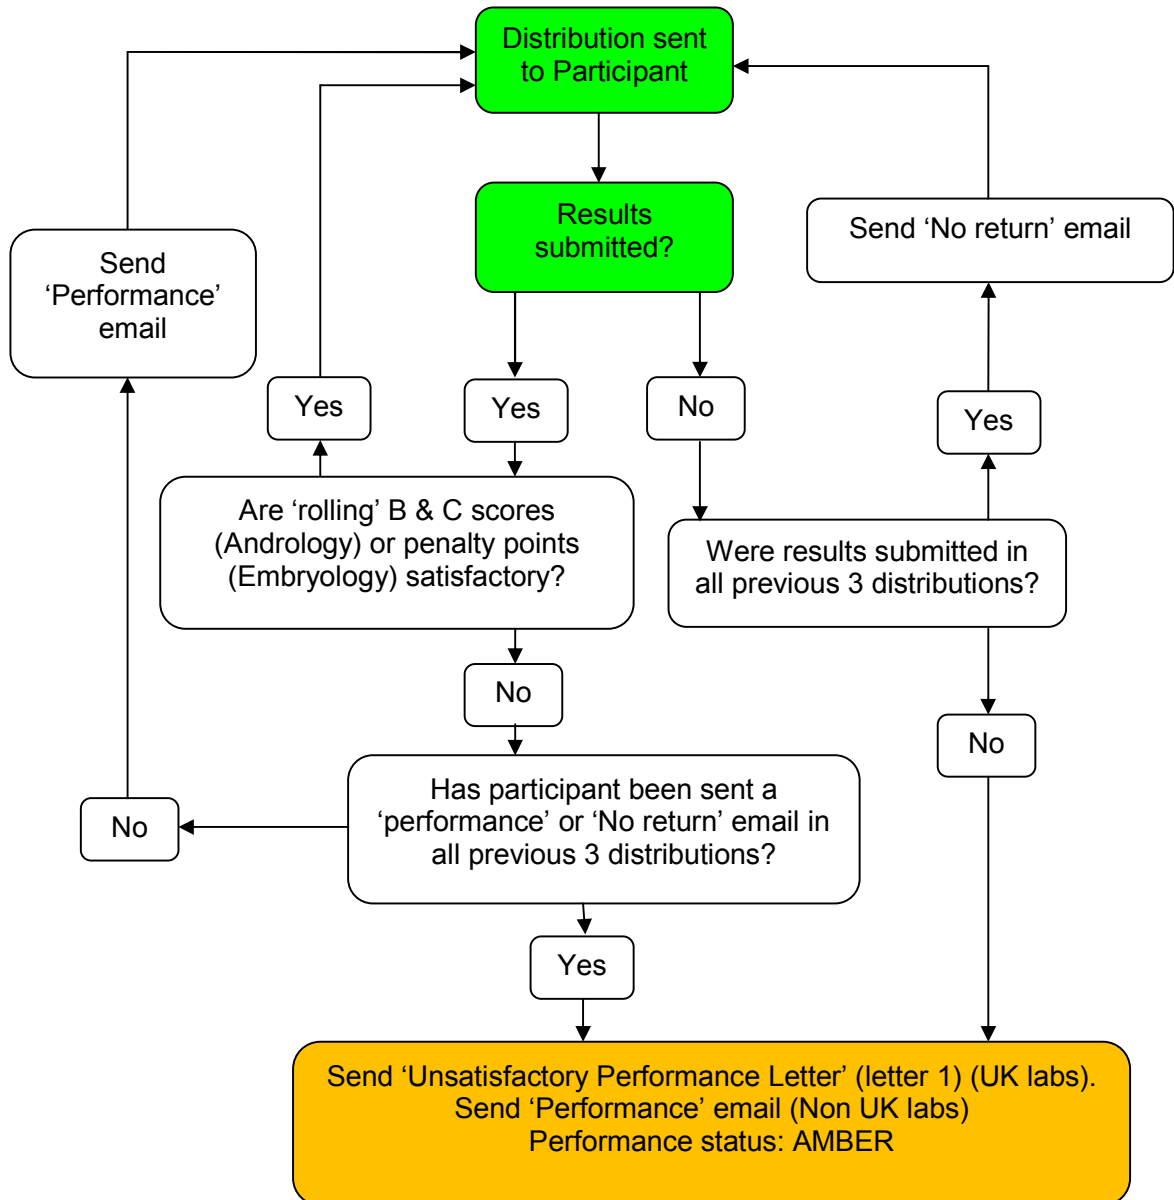 Distribution sent
to Participant
Results
submitted?
Send ‘No return’ email
Send
‘Performance’
email
Yes
Yes
No
Yes
Are ‘rolling’ B & C scores
(Andrology) or penalty points
(Embryology) satisfactory?
Were results submitted in
all previous 3 distributions?
No
No
Has participant been sent a
‘performance’ or ‘No return’ email in
all previous 3 distributions?
No
Yes
Send ‘Unsatisfactory Performance Letter’ (letter 1) (UK labs).
Send ‘Performance’ email (Non UK labs)
Performance status: AMBER